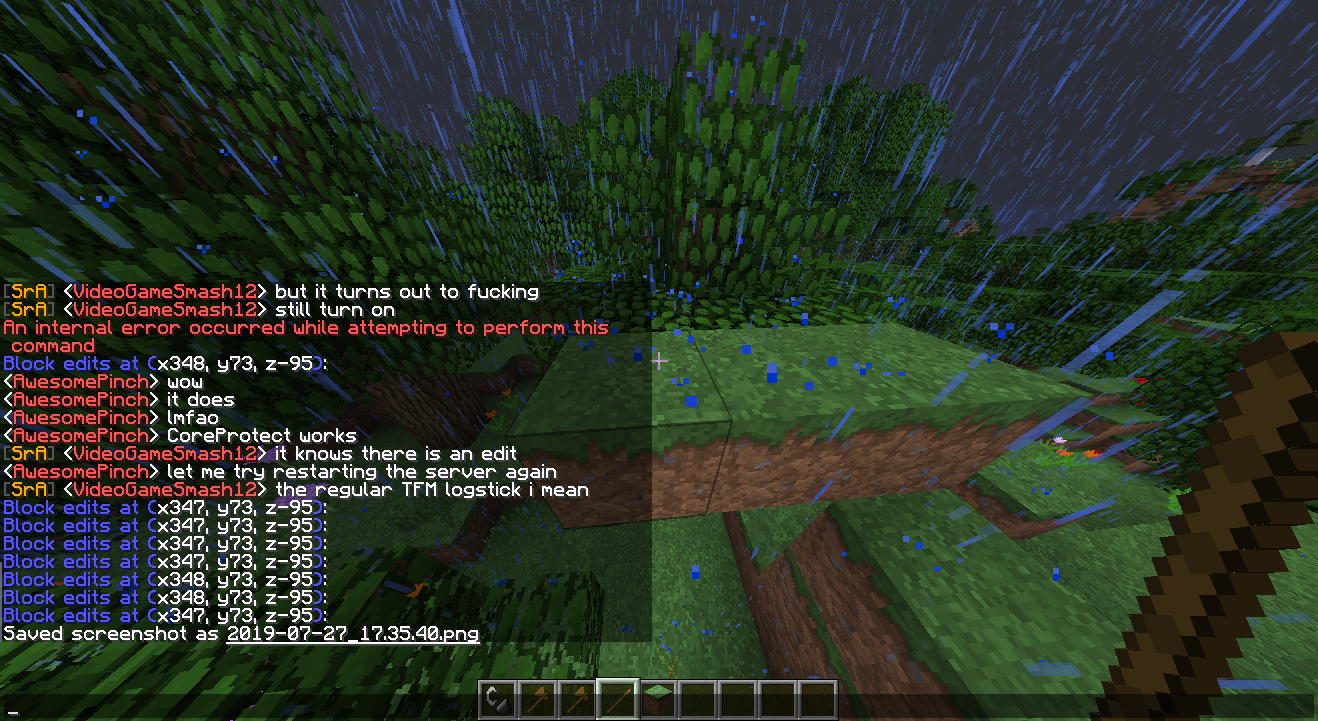 [SrA] <VideoGameSmash12> but it turns out to fucking
[SrA] <VideoGameSmash12> still turn on
An internal error occurred while attempting to perform this
command
Block edits at (x348, y73, z-95):
<AwesomePinch> wow
<AwesomePinch> it does
<AwesomePinch> lmfao
<AwesomePinch> CoreProtect works
[SrA] <VideoGameSmash12> it knows there is an edit
<AwesomePinch> let me try restarting the server again
[SrA] <VideoGameSmash12> the regular TFM logstick i mean
Block edits at (x347, y73, z-95):
Block edits at (x347, y73, z-95):
Block edits at (x347, y73, z-95):
Block edits at (x347, y73, z-95):
Block edits at (x348, y73, z-95):
Block edits at (x348, y73, z-95):
Block edits at (x347, y73, z-95):
Saved screenshot as 2019-07-27_17.35.40.png
_